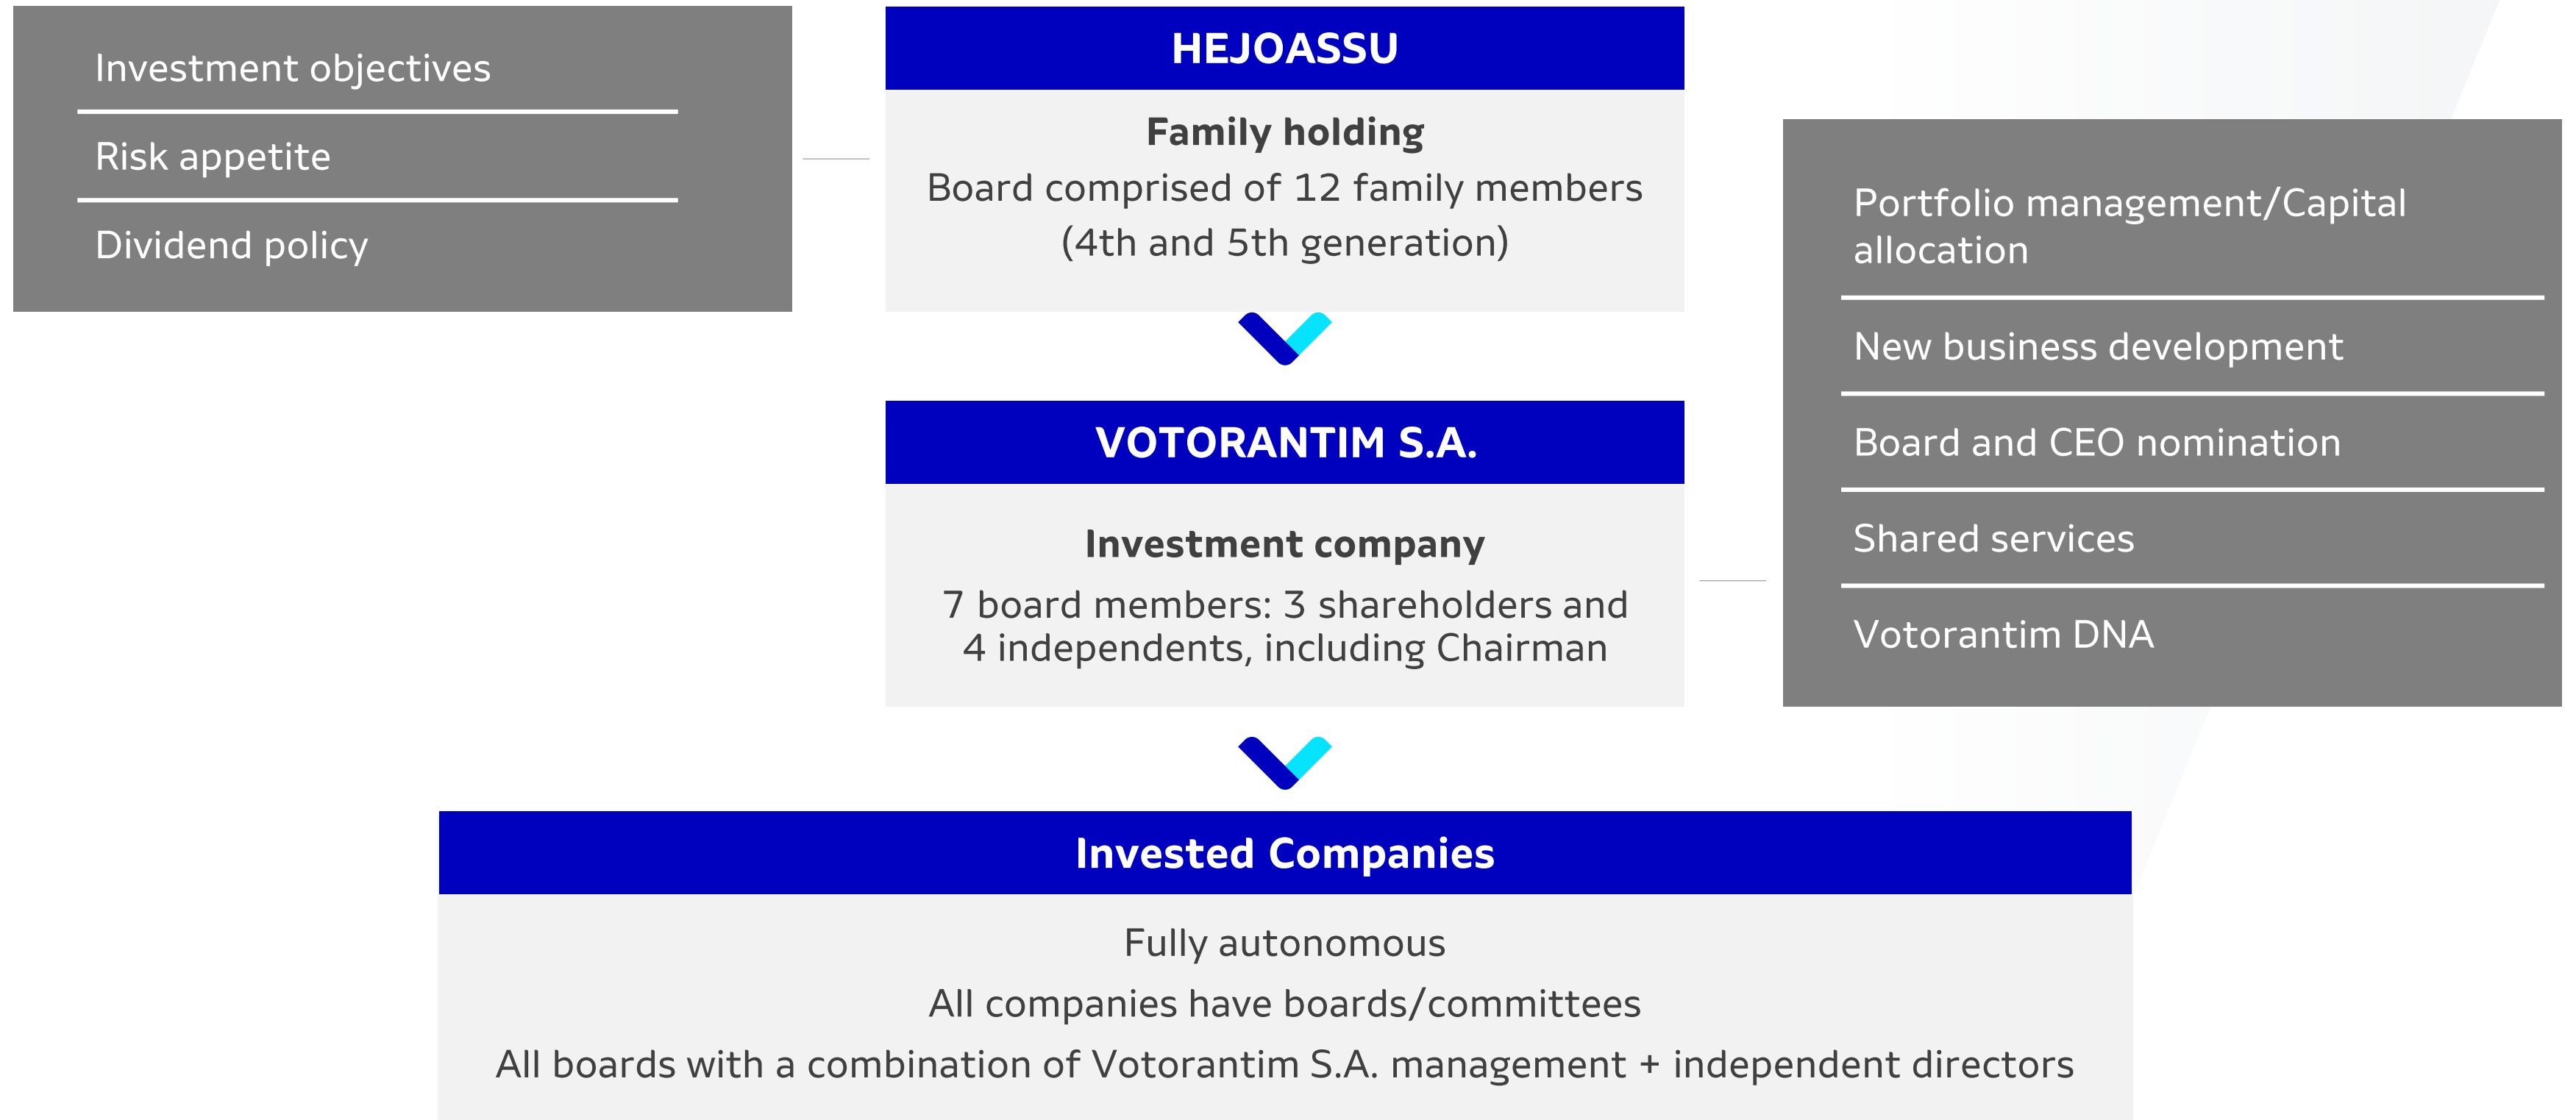 Investment objectives
Risk appetite
Dividend policy
HEJOASSU
Family holding
Board comprised of 12 family members
(4th and 5th generation)
VOTORANTIM S.A.
Investment company
7 board members: 3 shareholders and
4 independents, including Chairman
Portfolio management/Capital
allocation
New business development
Board and CEO nomination
Shared services
Votorantim DNA
Invested Companies
Fully autonomous
All companies have boards/committees
All boards with a combination of Votorantim S.A. management + independent directors